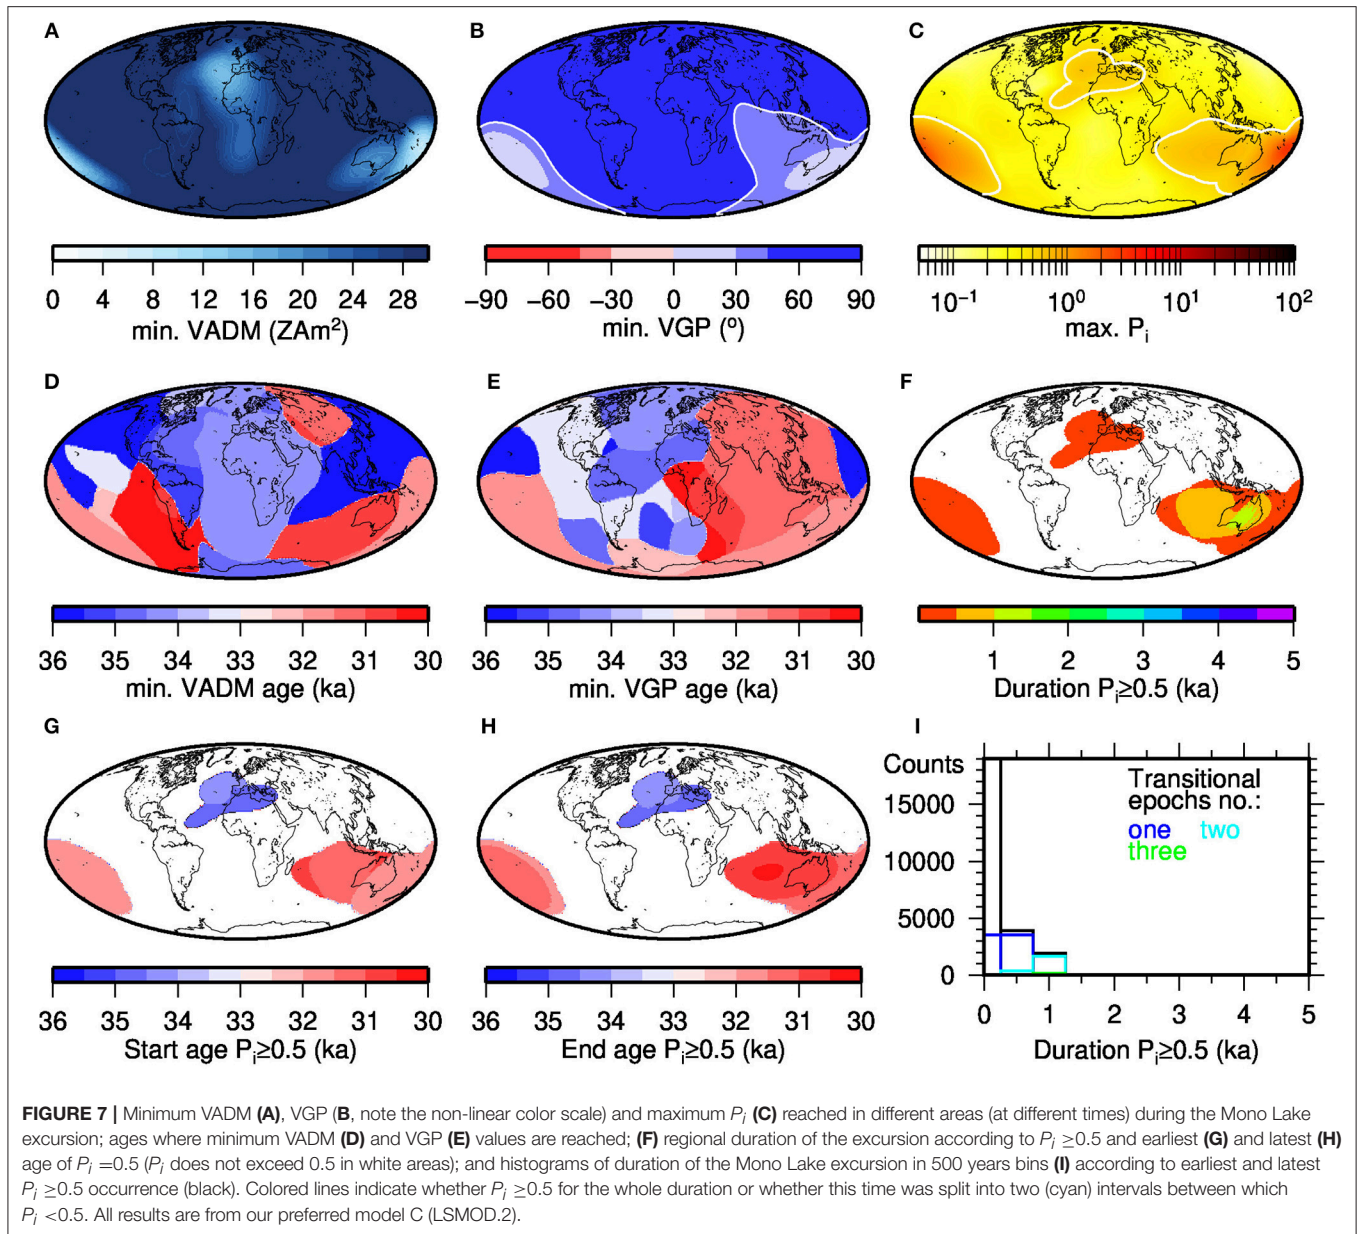 A
B
C
0 4 8 12 16 20 24 28
min. VADM (ZAm²)
−90 −60 −30 0 30 60 90
min. VGP (º)
10⁻¹ 10⁰ 10¹ 10²
max. Pᵢ
D
E
F
36 35 34 33 32 31 30
min. VADM age (ka)
36 35 34 33 32 31 30
min. VGP age (ka)
1 2 3 4 5
Duration Pᵢ≥0.5 (ka)
G
H
I
36 35 34 33 32 31 30
Start age Pᵢ≥0.5 (ka)
36 35 34 33 32 31 30
End age Pᵢ≥0.5 (ka)
Counts
15000
10000
5000
0
Transitional
epochs no.:
one two
three
0 1 2 3 4 5
Duration Pᵢ≥0.5 (ka)
FIGURE 7 | Minimum VADM (A), VGP (B, note the non-linear color scale) and maximum Pᵢ (C) reached in different areas (at different times) during the Mono Lake
excursion; ages where minimum VADM (D) and VGP (E) values are reached; (F) regional duration of the excursion according to Pᵢ ≥0.5 and earliest (G) and latest (H)
age of Pᵢ =0.5 (Pᵢ does not exceed 0.5 in white areas); and histograms of duration of the Mono Lake excursion in 500 years bins (I) according to earliest and latest
Pᵢ ≥0.5 occurrence (black). Colored lines indicate whether Pᵢ ≥0.5 for the whole duration or whether this time was split into two (cyan) intervals between which
Pᵢ <0.5. All results are from our preferred model C (LSMOD.2).